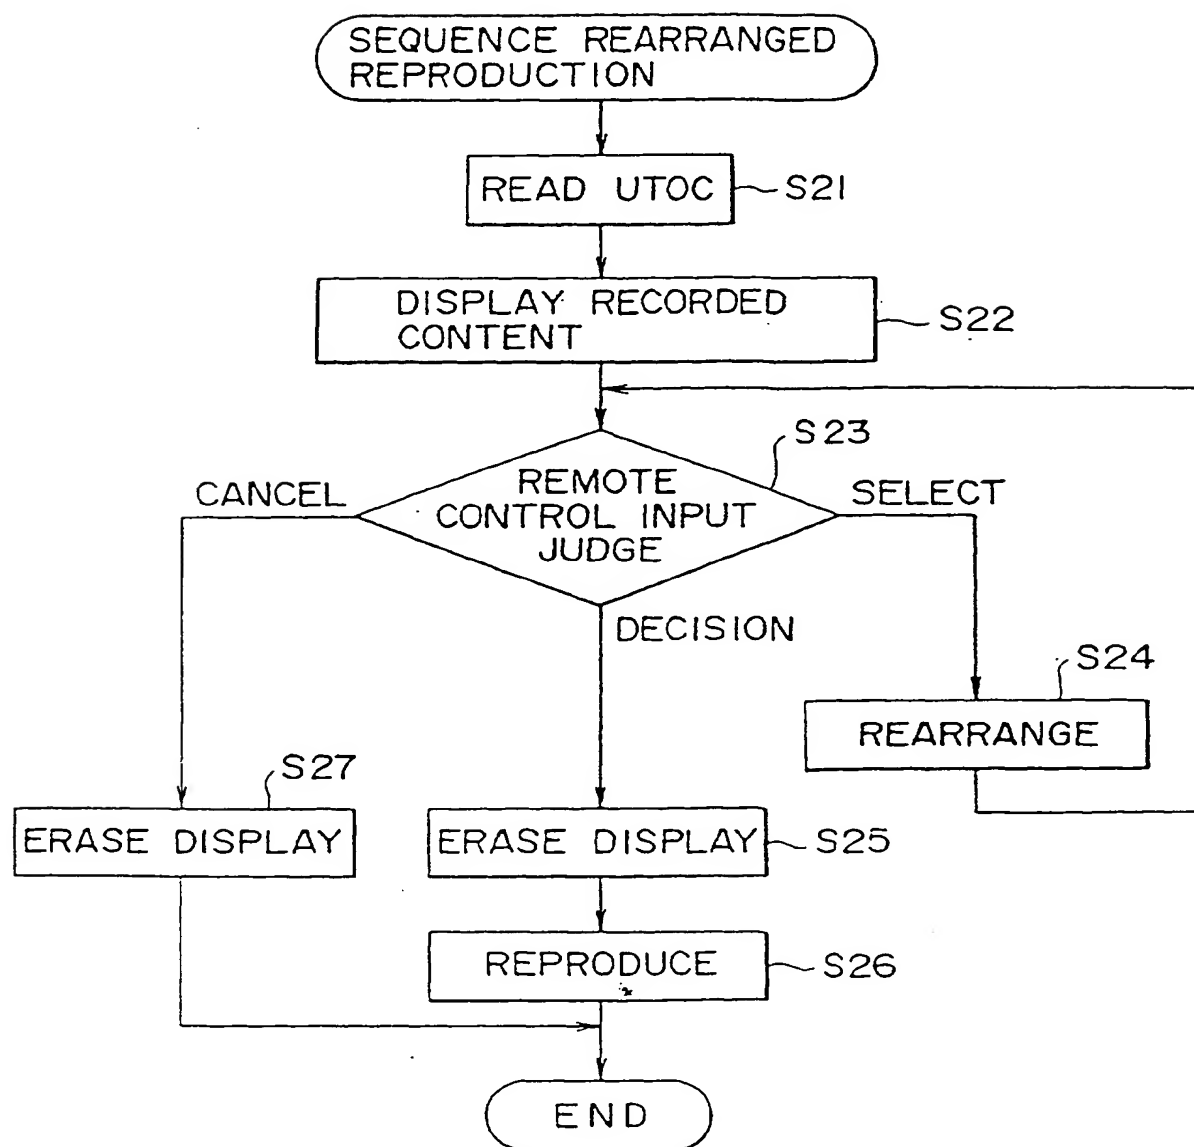 SEQUENCE REARRANGED
REPRODUCTION
READ UTOC
S21
DISPLAY RECORDED
CONTENT
S22
S23
REMOTE
CONTROL INPUT
JUDGE
CANCEL
SELECT
DECISION
S24
REARRANGE
S27
ERASE DISPLAY
ERASE DISPLAY
S25
REPRODUCE
S26
END